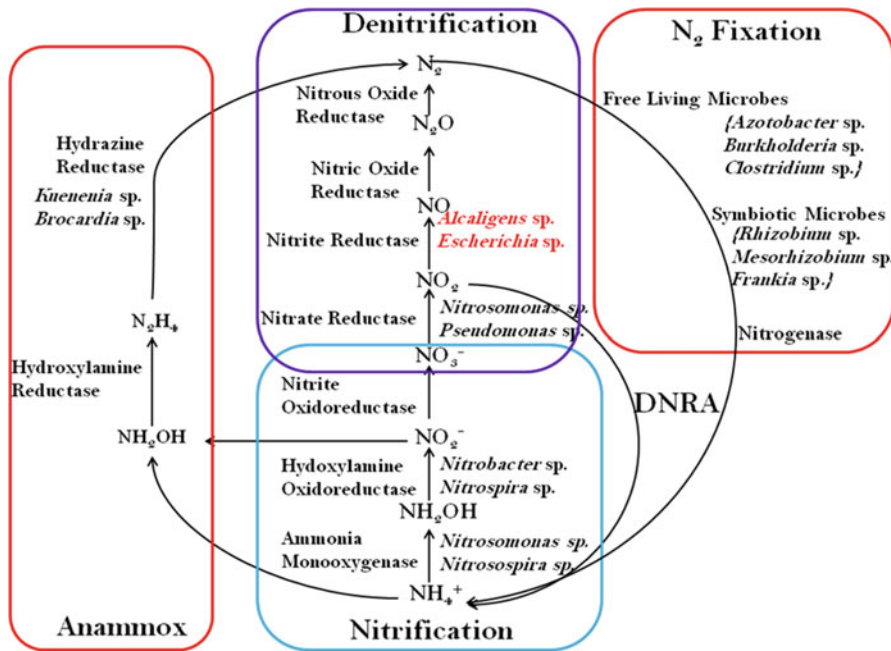 Denitrification
N₂
Nitrous Oxide
Reductase
N₂O
Nitric Oxide
Reductase
NO
Alcaligens sp.
Escherichia sp.
Nitrite Reductase
NO₂
Nitrate Reductase
Nitrosomonas sp.
Pseudomonas sp.
NO₃⁻
N₂ Fixation
Free Living Microbes
{Azotobacter sp.
Burkholderia sp.
Clostridium sp.}
Symbiotic Microbes
{Rhizobium sp.
Mesorhizobium sp.
Frankia sp.}
Nitrogenase
DNRA
Hydrazine
Reductase
Kuenenia sp.
Brocardia sp.
N₂H₄
Hydroxylamine
Reductase
NH₂OH
Anammox
Nitrite
Oxidoreductase
NO₂⁻
Hydoxylamine
Oxidoreductase
Nitrobacter sp.
Nitrospira sp.
NH₂OH
Ammonia
Monooxygenase
Nitrosomonas sp.
Nitrosospira sp.
NH₄⁺
Nitrification